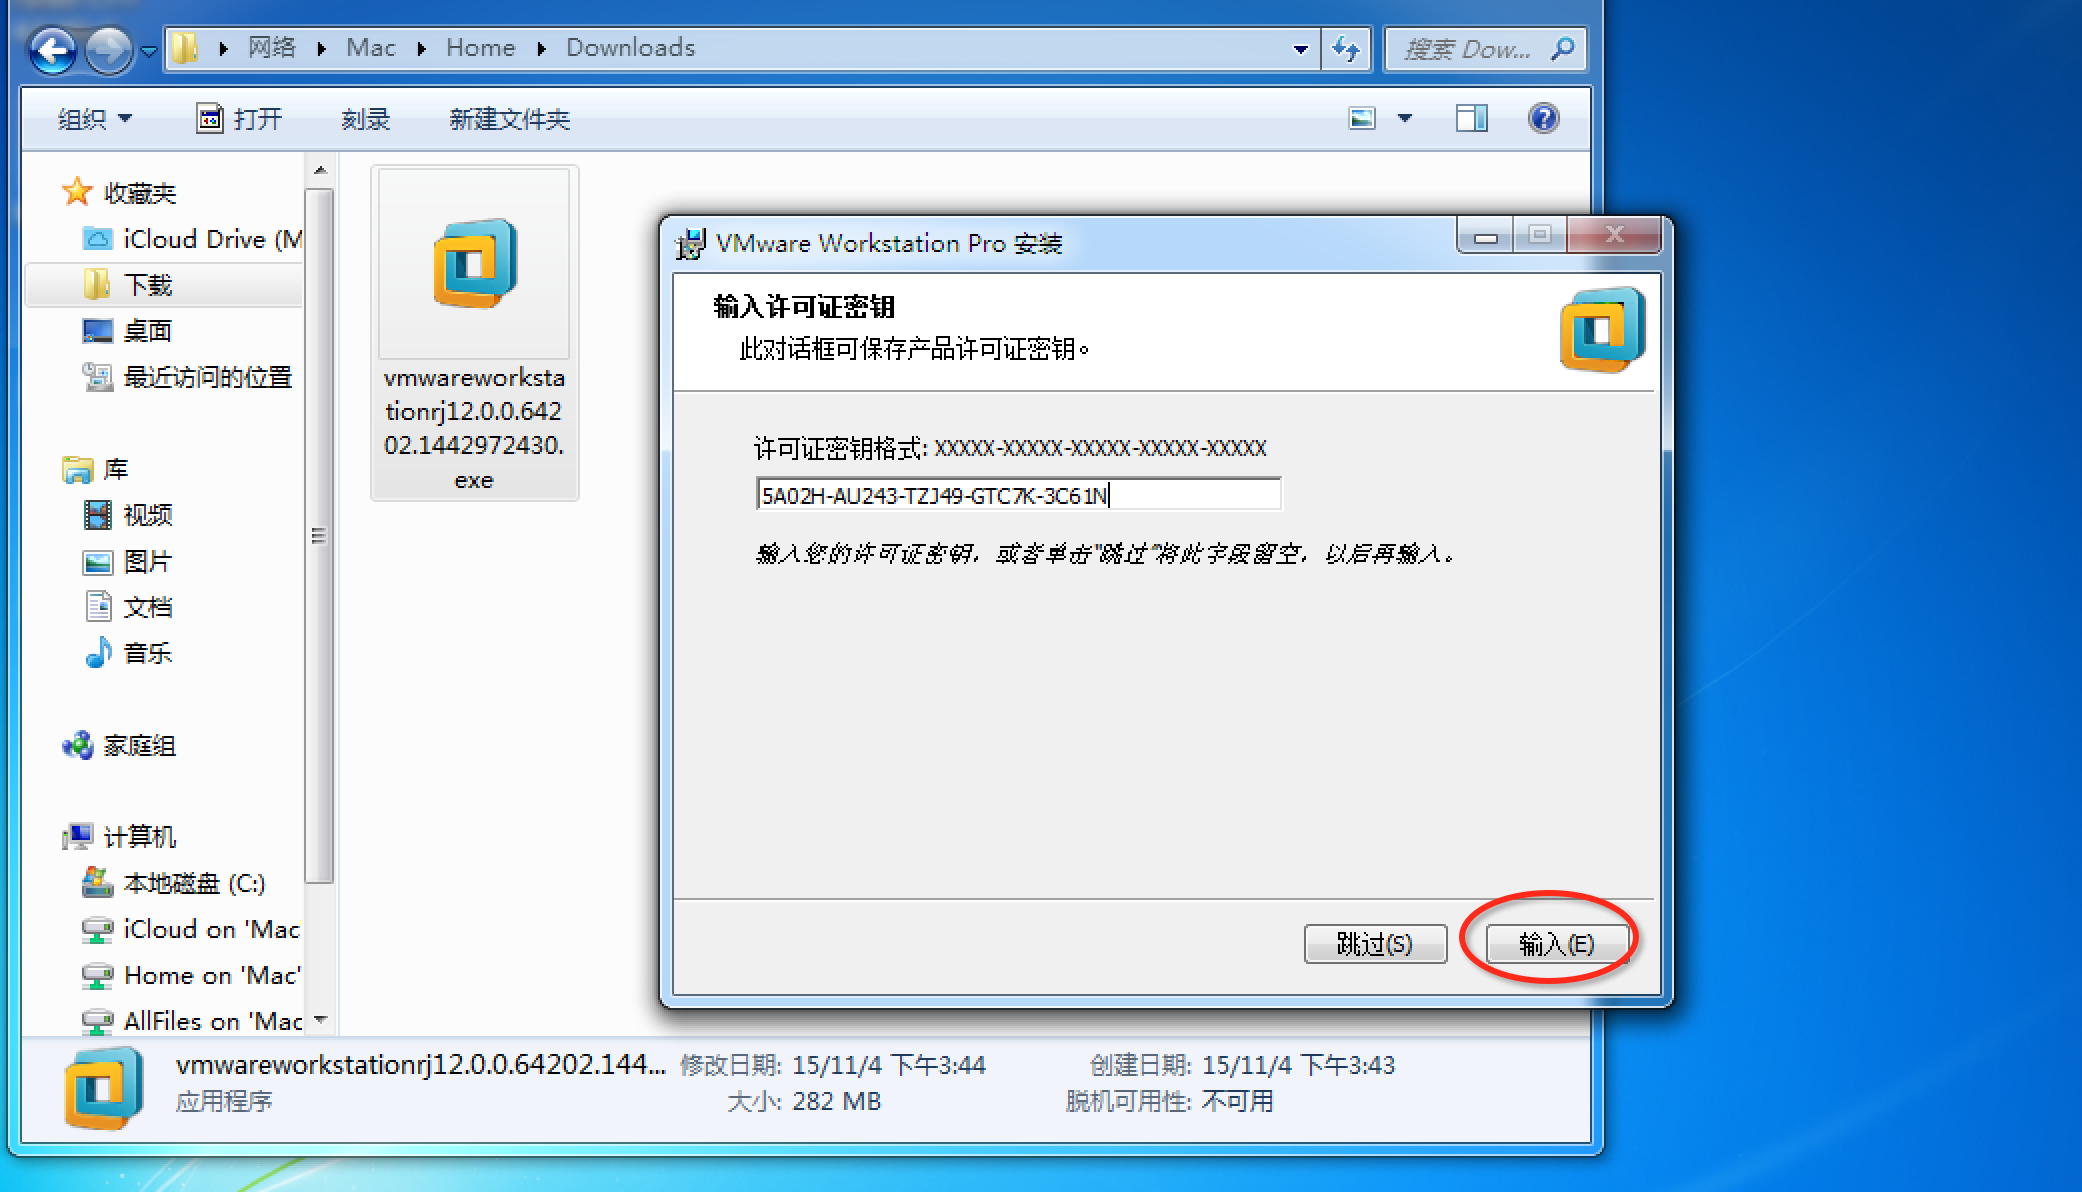 网络 Mac Home Downloads
搜索 Dow...
组织 打开 刻录 新建文件夹
收藏夹
iCloud Drive (M
下载
桌面
最近访问的位置
库
视频
图片
文档
音乐
家庭组
计算机
本地磁盘 (C:)
iCloud on 'Mac
Home on 'Mac'
AllFiles on 'Mac
vmwareworksta
tionrj12.0.0.642
02.1442972430.
exe
VMware Workstation Pro 安装
输入许可证密钥
此对话框可保存产品许可证密钥。
许可证密钥格式: XXXXX-XXXXX-XXXXX-XXXXX-XXXXX
5A02H-AU243-TZJ49-GTC7K-3C61N
输入您的许可证密钥，或者单击"跳过"将此字段留空，以后再输入。
跳过(S) 输入(E)
vmwareworkstationrj12.0.0.64202.144... 修改日期: 15/11/4 下午3:44 创建日期: 15/11/4 下午3:43
应用程序 大小: 282 MB 脱机可用性: 不可用